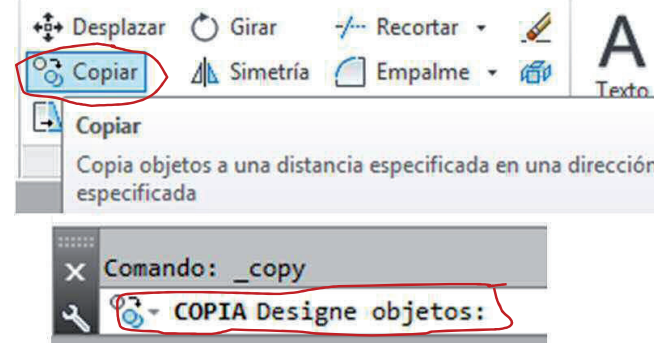 Desplazar Girar Recortar A
Copiar Simetría Empalme Texto
Copiar
Copia objetos a una distancia especificada en una dirección
especificada
Comando: _copy
COPIA Designe objetos: